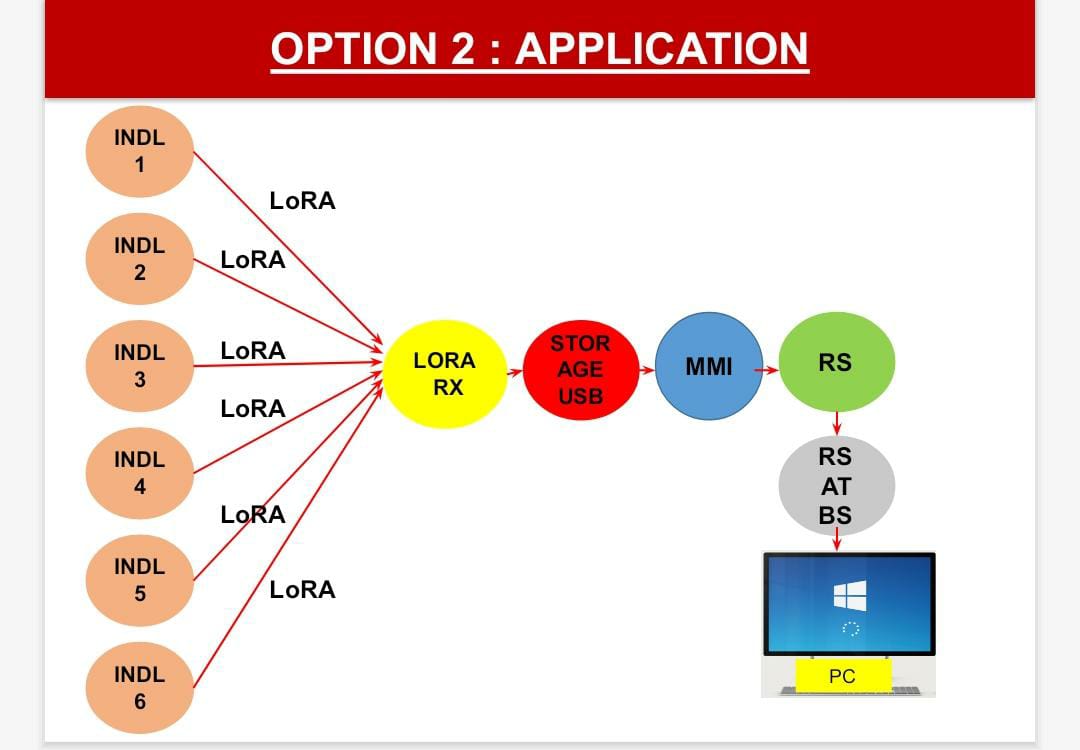 OPTION 2 : APPLICATION
INDL
1
LoRA
INDL
2
LoRA
INDL
3
LoRA
LoRA
INDL
4
LoRA
INDL
5
LoRA
INDL
6
LORA
RX
STOR
AGE
USB
MMI
RS
RS
AT
BS
PC